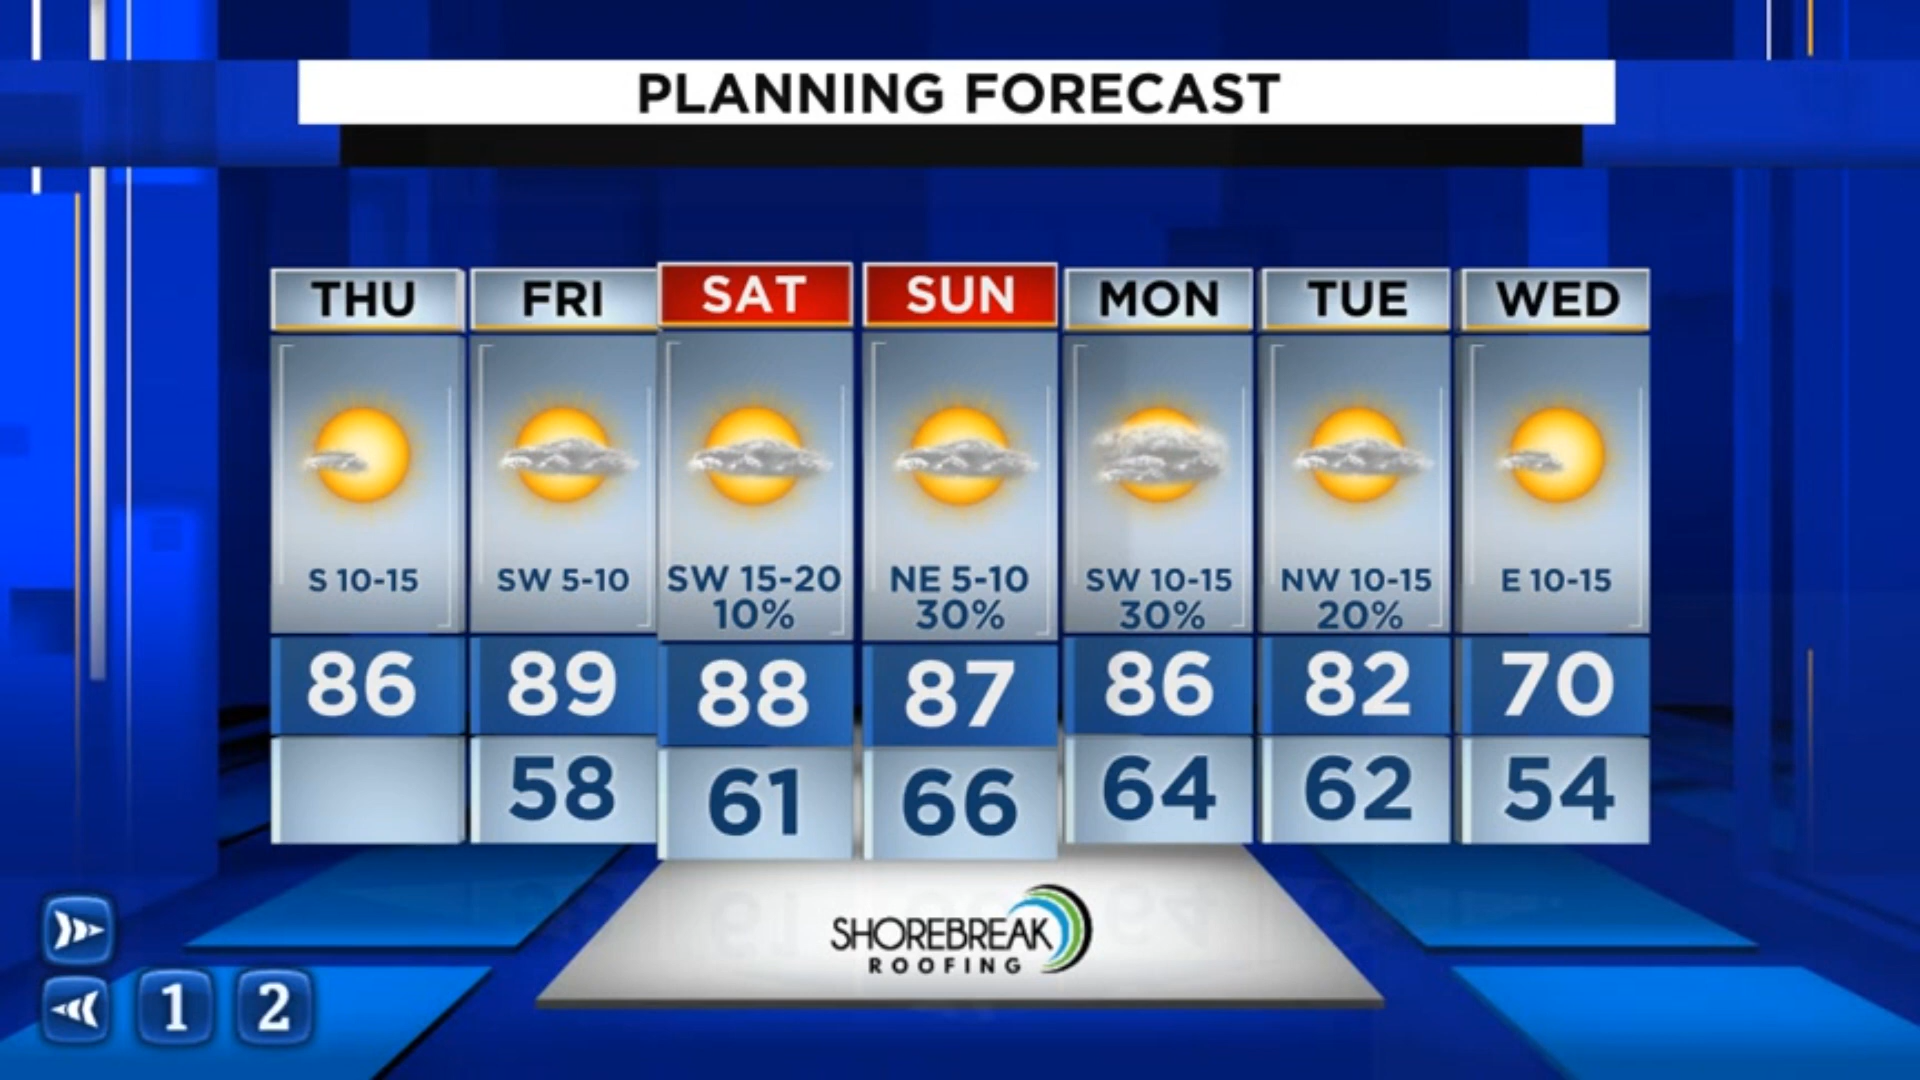 PLANNING FORECAST
THU FRI SAT SUN MON TUE WED
S 10-15 SW 5-10 SW 15-20 NE 5-10 SW 10-15 NW 10-15 E 10-15
10% 30% 30% 20%
86 89 88 87 86 82 70
58 61 66 64 62 54
SHOREBREAK
ROOFING
1 2